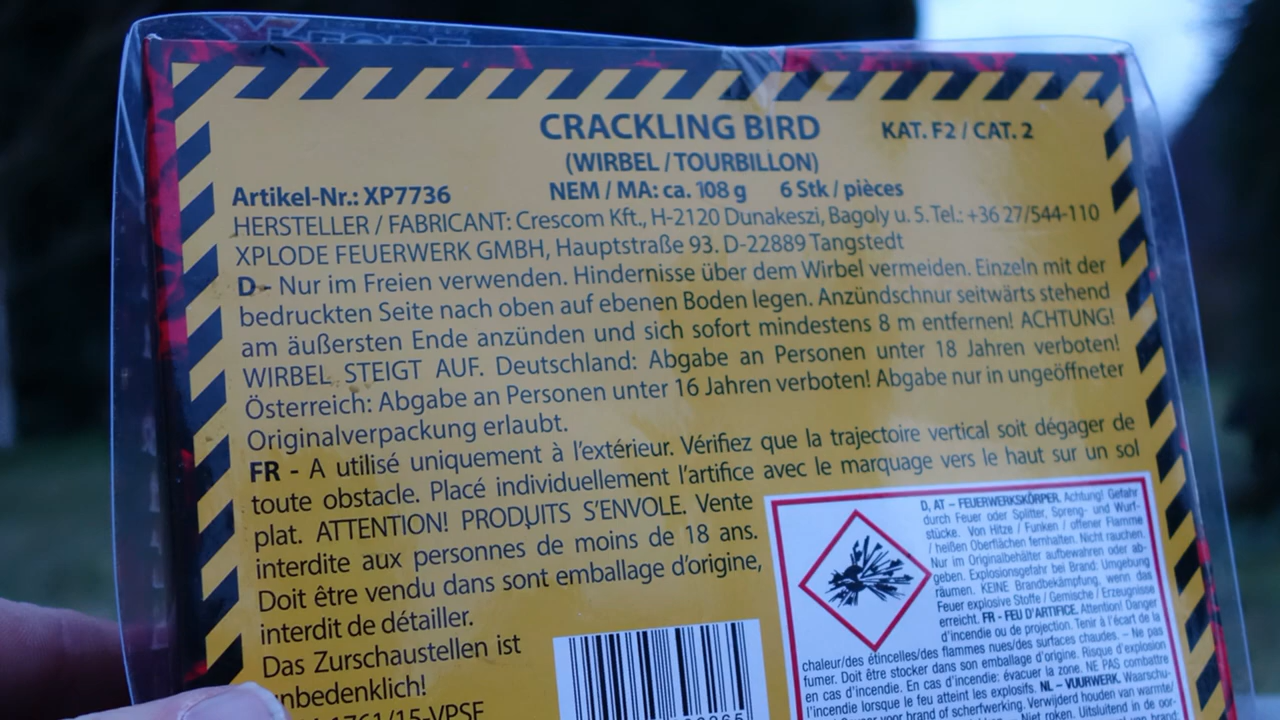 CRACKLING BIRD
KAT. F2 / CAT. 2
(WIRBEL / TOURBILLON)
Artikel-Nr.: XP7736
NEM / MA: ca. 108 g 6 Stk / pièces
HERSTELLER / FABRICANT: Crescom Kft., H-2120 Dunakeszi, Bagoly u. 5. Tel.: +36 27/544-110
XPLODE FEUERWERK GMBH, Hauptstraße 93. D-22889 Tangstedt
D - Nur im Freien verwenden. Hindernisse über dem Wirbel vermeiden. Einzeln mit der
bedruckten Seite nach oben auf ebenen Boden legen. Anzündschnur seitwärts stehend
am äußersten Ende anzünden und sich sofort mindestens 8 m entfernen! ACHTUNG!
WIRBEL STEIGT AUF. Deutschland: Abgabe an Personen unter 18 Jahren verboten!
Österreich: Abgabe an Personen unter 16 Jahren verboten! Abgabe nur in ungeöffneter
Originalverpackung erlaubt.
FR - A utilisé uniquement à l'extérieur. Vérifiez que la trajectoire vertical soit dégager de
toute obstacle. Placé individuellement l'artifice avec le marquage vers le haut sur un sol
plat. ATTENTION! PRODUITS S'ENVOLE. Vente
interdite aux personnes de moins de 18 ans.
Doit être vendu dans sont emballage d'origine,
interdit de détailler.
Das Zurschaustellen ist
unbedenklich!
1761/15-VPSF
D, AT – FEUERWERKSKÖRPER. Achtung! Gefahr
durch Feuer oder Splitter, Spreng- und Wurf-
stücke. Von Hitze / Funken / offener Flamme
/ heißen Oberflächen fernhalten. Nicht rauchen.
Nur im Originalbehälter aufbewahren oder ab-
geben. Explosionsgefahr bei Brand: Umgebung
räumen. KEINE Brandbekämpfung, wenn das
Feuer explosive Stoffe / Gemische / Erzeugnisse
erreicht. FR - FEU D'ARTIFICE. Attention! Danger
d'incendie ou de projection. Tenir à l'écart de la
chaleur/des étincelles/des flammes nues/des surfaces chaudes. – Ne pas
fumer. Doit être stocker dans son emballage d'origine. Risque d'explosion
en cas d'incendie. En cas d'incendie: évacuer la zone. NE PAS combattre
l'incendie lorsque le feu atteint les explosifs. NL – VUURWERK. Waarschu-
voor brand of scherfwerking. Verwijderd houden van warmte/
Niet roken. Uitsluitend in de oor-